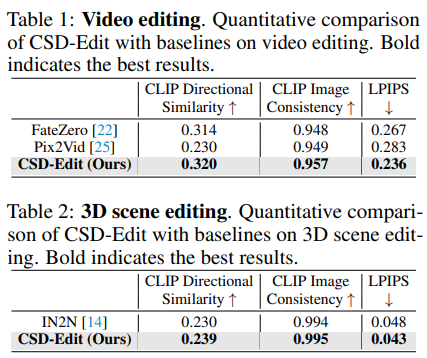 Table 1: Video editing. Quantitative comparison
of CSD-Edit with baselines on video editing. Bold
indicates the best results.
CLIP Directional CLIP Image LPIPS
Similarity ↑ Consistency ↑ ↓
FateZero [22] 0.314 0.948 0.267
Pix2Vid [25] 0.230 0.949 0.283
CSD-Edit (Ours) 0.320 0.957 0.236
Table 2: 3D scene editing. Quantitative compari-
son of CSD-Edit with baselines on 3D scene edit-
ing. Bold indicates the best results.
CLIP Directional CLIP Image LPIPS
Similarity ↑ Consistency ↑ ↓
IN2N [14] 0.230 0.994 0.048
CSD-Edit (Ours) 0.239 0.995 0.043